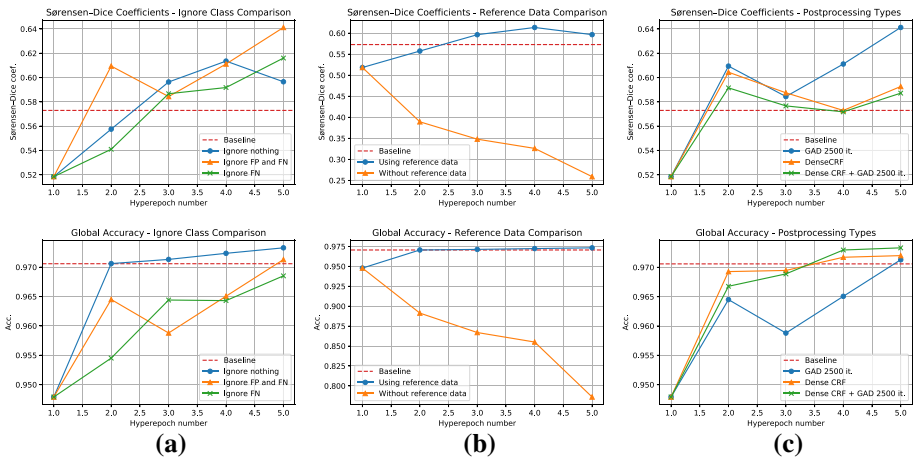 Sørensen–Dice Coefficients - Ignore Class Comparison
Sørensen–Dice coef.
0.64
0.62
0.60
0.58
0.56
0.54
0.52
Baseline
Ignore nothing
Ignore FP and FN
Ignore FN
1.0 1.5 2.0 2.5 3.0 3.5 4.0 4.5 5.0
Hyperepoch number
Sørensen–Dice Coefficients - Reference Data Comparison
Sørensen–Dice coef.
0.60
0.55
0.50
0.45
0.40
0.35
0.30
0.25
Baseline
Using reference data
Without reference data
1.0 1.5 2.0 2.5 3.0 3.5 4.0 4.5 5.0
Hyperepoch number
Sørensen–Dice Coefficients - Postprocessing Types
Sørensen–Dice coef.
0.64
0.62
0.60
0.58
0.56
0.54
0.52
Baseline
GAD 2500 it.
DenseCRF
Dense CRF + GAD 2500 it.
1.0 1.5 2.0 2.5 3.0 3.5 4.0 4.5 5.0
Hyperepoch number
Global Accuracy - Ignore Class Comparison
Acc.
0.970
0.965
0.960
0.955
0.950
Baseline
Ignore nothing
Ignore FP and FN
Ignore FN
1.0 1.5 2.0 2.5 3.0 3.5 4.0 4.5 5.0
Hyperepoch number
Global Accuracy - Reference Data Comparison
Acc.
0.975
0.950
0.925
0.900
0.875
0.850
0.825
0.800
Baseline
Using reference data
Without reference data
1.0 1.5 2.0 2.5 3.0 3.5 4.0 4.5 5.0
Hyperepoch number
Global Accuracy - Postprocessing Types
Acc.
0.970
0.965
0.960
0.955
0.950
Baseline
GAD 2500 it.
Dense CRF
Dense CRF + GAD 2500 it.
1.0 1.5 2.0 2.5 3.0 3.5 4.0 4.5 5.0
Hyperepoch number
(a)
(b)
(c)